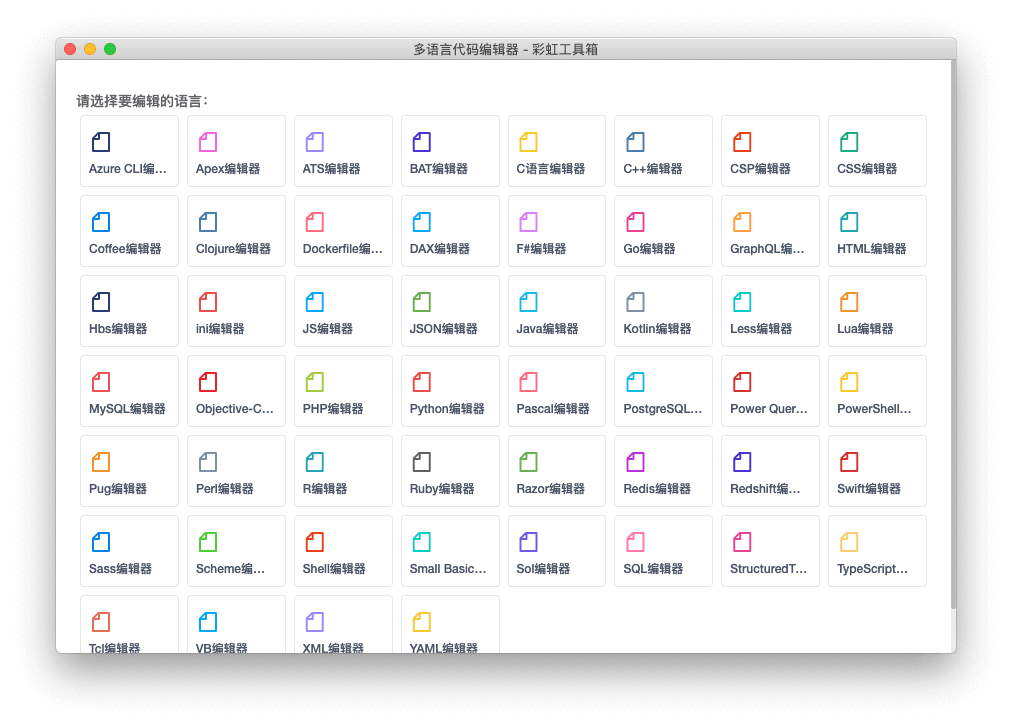 多语言代码编辑器 - 彩虹工具箱
请选择要编辑的语言：
Azure CLI编...
Apex编辑器
ATS编辑器
BAT编辑器
C语言编辑器
C++编辑器
CSP编辑器
CSS编辑器
Coffee编辑器
Clojure编辑器
Dockerfile编...
DAX编辑器
F#编辑器
Go编辑器
GraphQL编...
HTML编辑器
Hbs编辑器
ini编辑器
JS编辑器
JSON编辑器
Java编辑器
Kotlin编辑器
Less编辑器
Lua编辑器
MySQL编辑器
Objective-C...
PHP编辑器
Python编辑器
Pascal编辑器
PostgreSQL...
Power Quer...
PowerShell...
Pug编辑器
Perl编辑器
R编辑器
Ruby编辑器
Razor编辑器
Redis编辑器
Redshift编...
Swift编辑器
Sass编辑器
Scheme编...
Shell编辑器
Small Basic...
Sol编辑器
SQL编辑器
StructuredT...
TypeScript...
Tcl编辑器
VB编辑器
XML编辑器
YAML编辑器